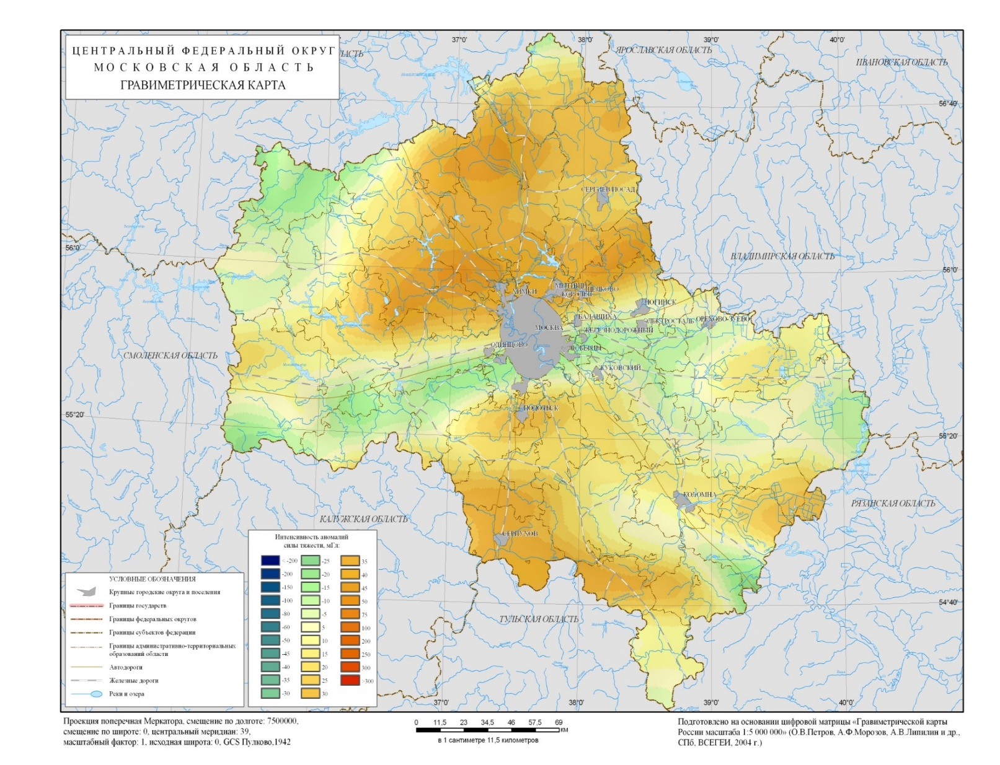 ЦЕНТРАЛЬНЫЙ ФЕДЕРАЛЬНЫЙ ОКРУГ
МОСКОВСКАЯ ОБЛАСТЬ
ГРАВИМЕТРИЧЕСКАЯ КАРТА
37°0'
38°0'
39°0'
40°0'
ЯРОСЛАВСКАЯ ОБЛАСТЬ
ИВАНОВСКАЯ ОБЛАСТЬ
56°40'
СЕРГИЕВ ПОСАД
56°0'
ВЛАДИМИРСКАЯ ОБЛАСТЬ
56°0'
ХИМКИ
МЫТИЩИ
ЩЕЛКОВО
КОРОЛЕВ
НОГИНСК
БАЛАШИХА
ЭЛЕКТРОСТАЛЬ
ОРЕХОВО-ЗУЕВО
МОСКВА
ЖЕЛЕЗНОДОРОЖНЫЙ
ОДИНЦОВО
ЛЮБЕРЦЫ
СМОЛЕНСКАЯ ОБЛАСТЬ
ЖУКОВСКИЙ
55°20'
ПОДОЛЬСК
55°20'
КОЛОМНА
РЯЗАНСКАЯ ОБЛАСТЬ
КАЛУЖСКАЯ ОБЛАСТЬ
СЕРПУХОВ
54°40'
ТУЛЬСКАЯ ОБЛАСТЬ
Интенсивность аномалий
силы тяжести, мГл:
< -200 -25 35
-200 -20 40
-150 -15 45
-100 -10 50
-80 -5 75
-60 5 100
-50 10 200
-45 15 250
-40 20 300
-35 25 >300
-30 30
УСЛОВНЫЕ ОБОЗНАЧЕНИЯ
Крупные городские округа и поселения
Границы государств
Границы федеральных округов
Границы субъектов федерации
Границы административно-территориальных
образований области
Автодороги
Железные дороги
Реки и озера
37°0'
38°0'
39°0'
40°0'
Проекция поперечная Меркатора, смещение по долготе: 7500000,
смещение по широте: 0, центральный меридиан: 39,
масштабный фактор: 1, исходная широта: 0, GCS Пулково,1942
0 11,5 23 34,5 46 57,5 69
км
в 1 сантиметре 11,5 километров
Подготовлено на основании цифровой матрицы «Гравиметрической карты
России масштаба 1:5 000 000» (О.В.Петров, А.Ф.Морозов, А.В.Липилин и др.,
СПб, ВСЕГЕИ, 2004 г.)